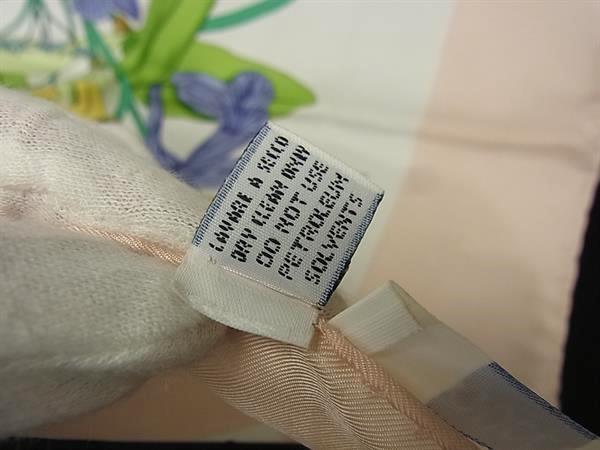 LAVARE A SECCO
DRY CLEAN ONLY
DO NOT USE
PETROLEUM
SOLVENTS